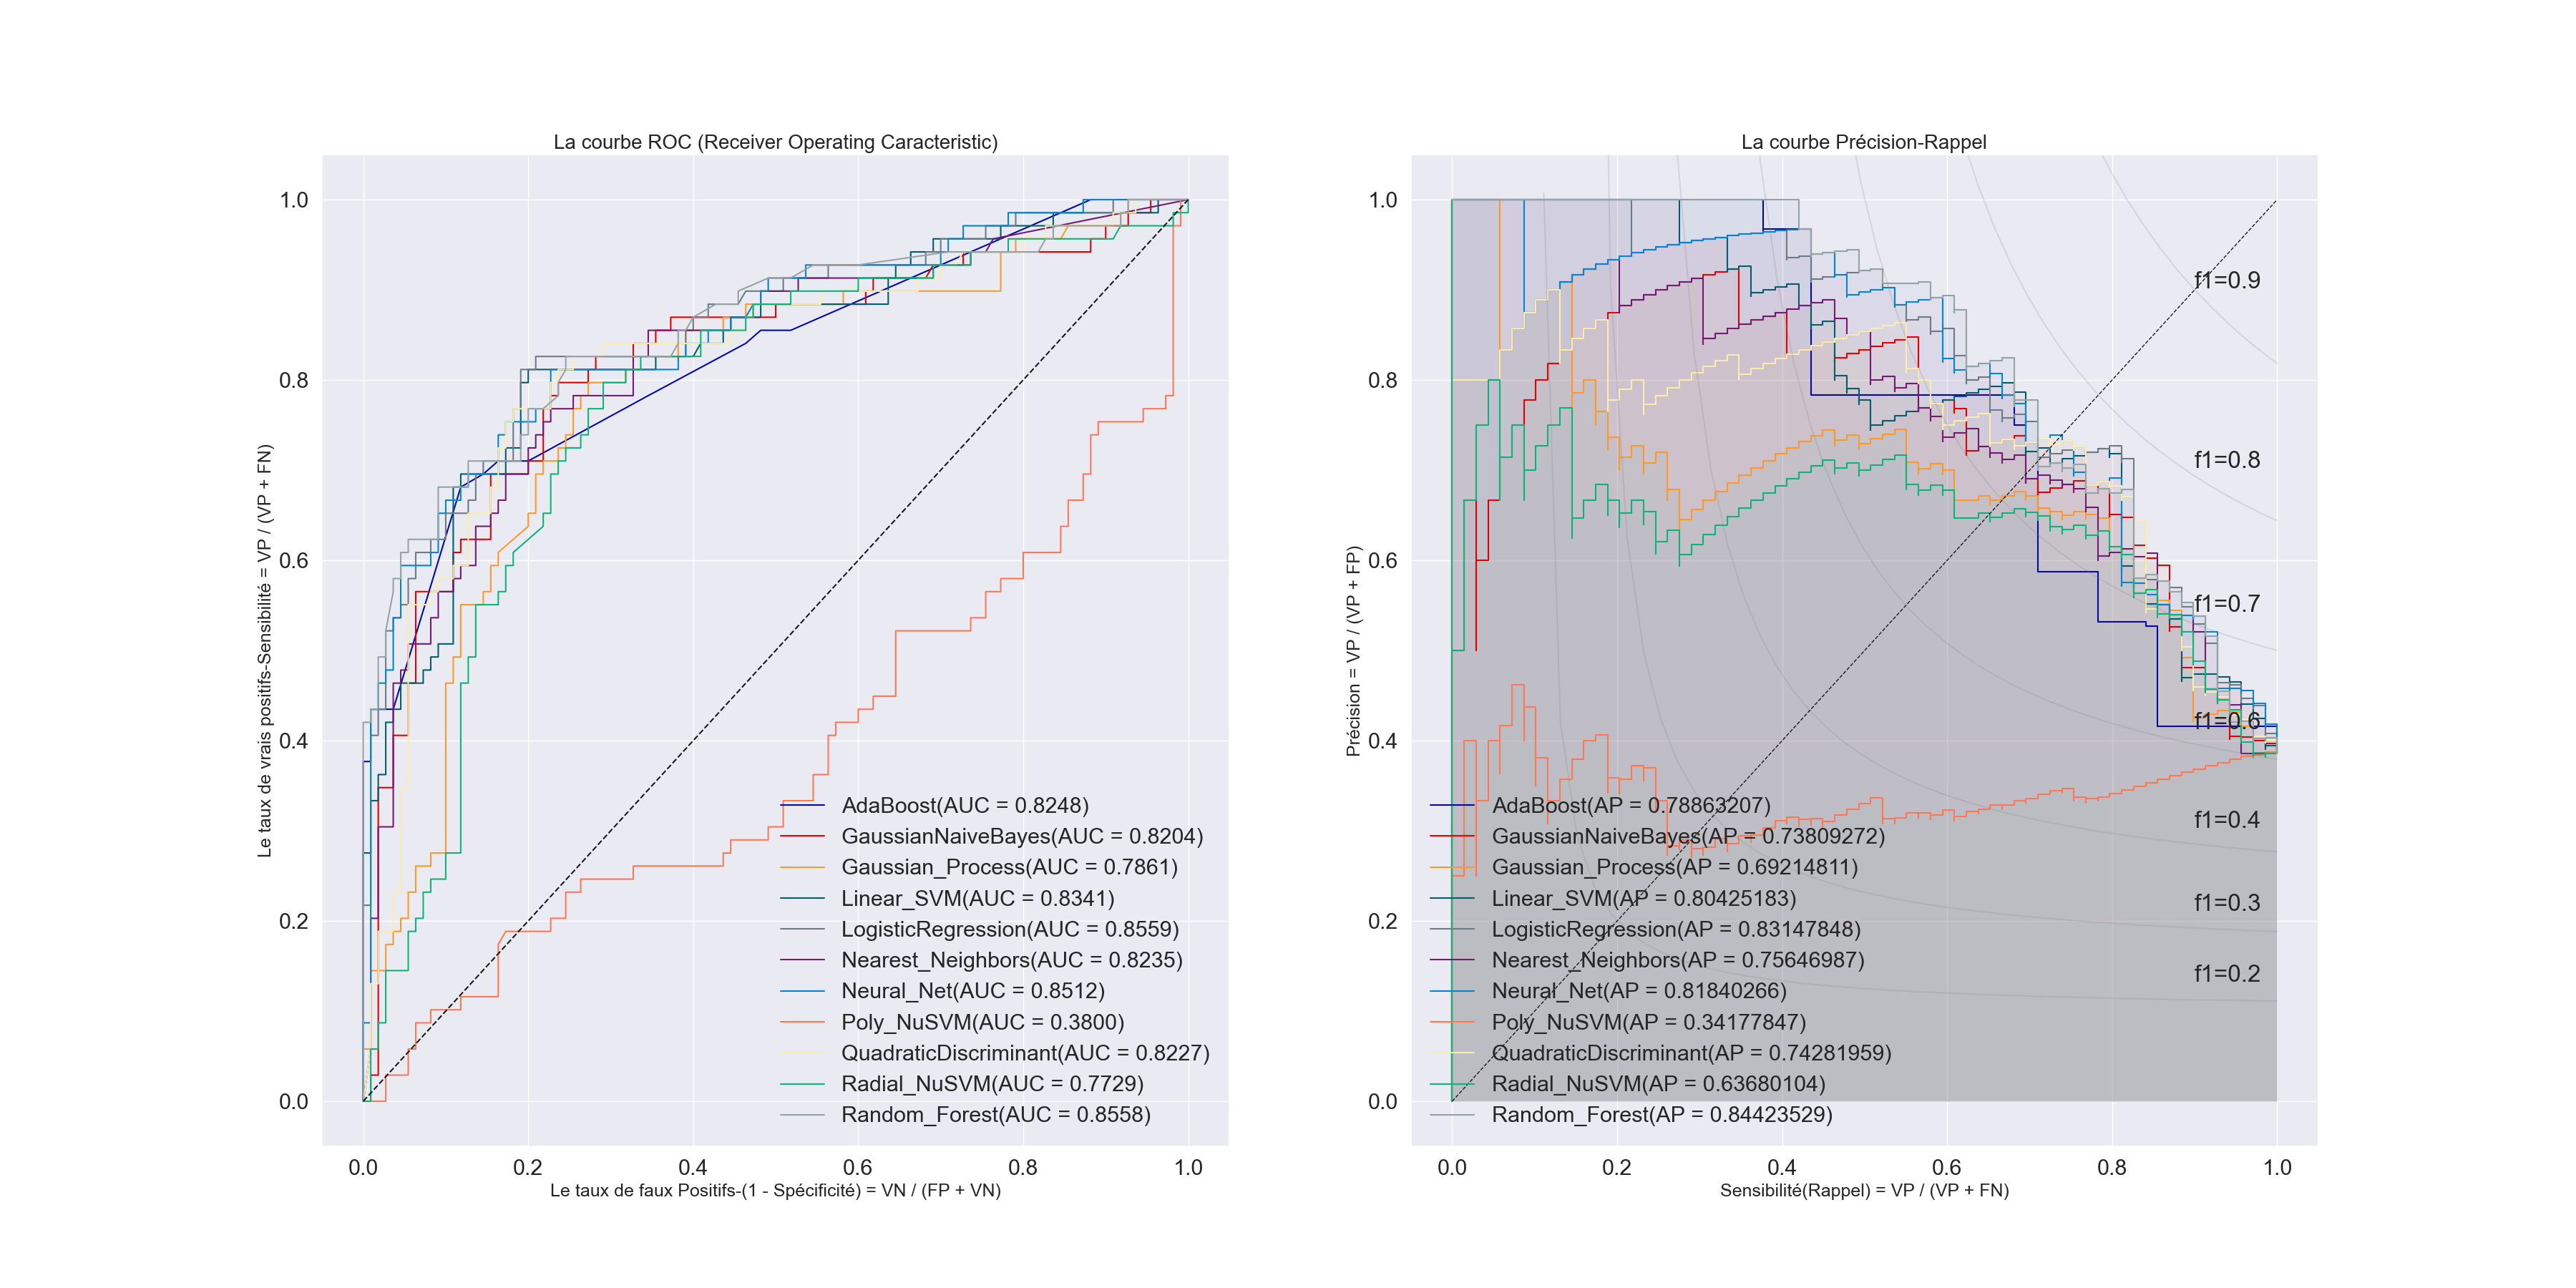 La courbe ROC (Receiver Operating Caracteristic)
Le taux de vrais positifs-Sensibilité = VP / (VP + FN)
1.0
0.8
0.6
0.4
0.2
0.0
AdaBoost(AUC = 0.8248)
GaussianNaiveBayes(AUC = 0.8204)
Gaussian_Process(AUC = 0.7861)
Linear_SVM(AUC = 0.8341)
LogisticRegression(AUC = 0.8559)
Nearest_Neighbors(AUC = 0.8235)
Neural_Net(AUC = 0.8512)
Poly_NuSVM(AUC = 0.3800)
QuadraticDiscriminant(AUC = 0.8227)
Radial_NuSVM(AUC = 0.7729)
Random_Forest(AUC = 0.8558)
0.0 0.2 0.4 0.6 0.8 1.0
Le taux de faux Positifs-(1 - Spécificité) = VN / (FP + VN)
La courbe Précision-Rappel
Précision = VP / (VP + FP)
1.0
0.8
0.6
0.4
0.2
0.0
f1=0.9
f1=0.8
f1=0.7
f1=0.6
f1=0.4
f1=0.3
f1=0.2
AdaBoost(AP = 0.78863207)
GaussianNaiveBayes(AP = 0.73809272)
Gaussian_Process(AP = 0.69214811)
Linear_SVM(AP = 0.80425183)
LogisticRegression(AP = 0.83147848)
Nearest_Neighbors(AP = 0.75646987)
Neural_Net(AP = 0.81840266)
Poly_NuSVM(AP = 0.34177847)
QuadraticDiscriminant(AP = 0.74281959)
Radial_NuSVM(AP = 0.63680104)
Random_Forest(AP = 0.84423529)
0.0 0.2 0.4 0.6 0.8 1.0
Sensibilité(Rappel) = VP / (VP + FN)